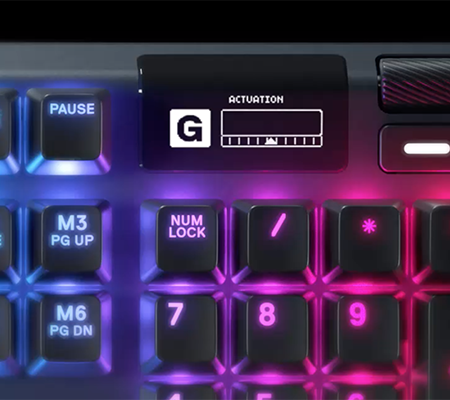 PAUSE
ACTUATION
G
M3
PG UP
NUM
LOCK
/
*
M6
PG DN
7
8
9